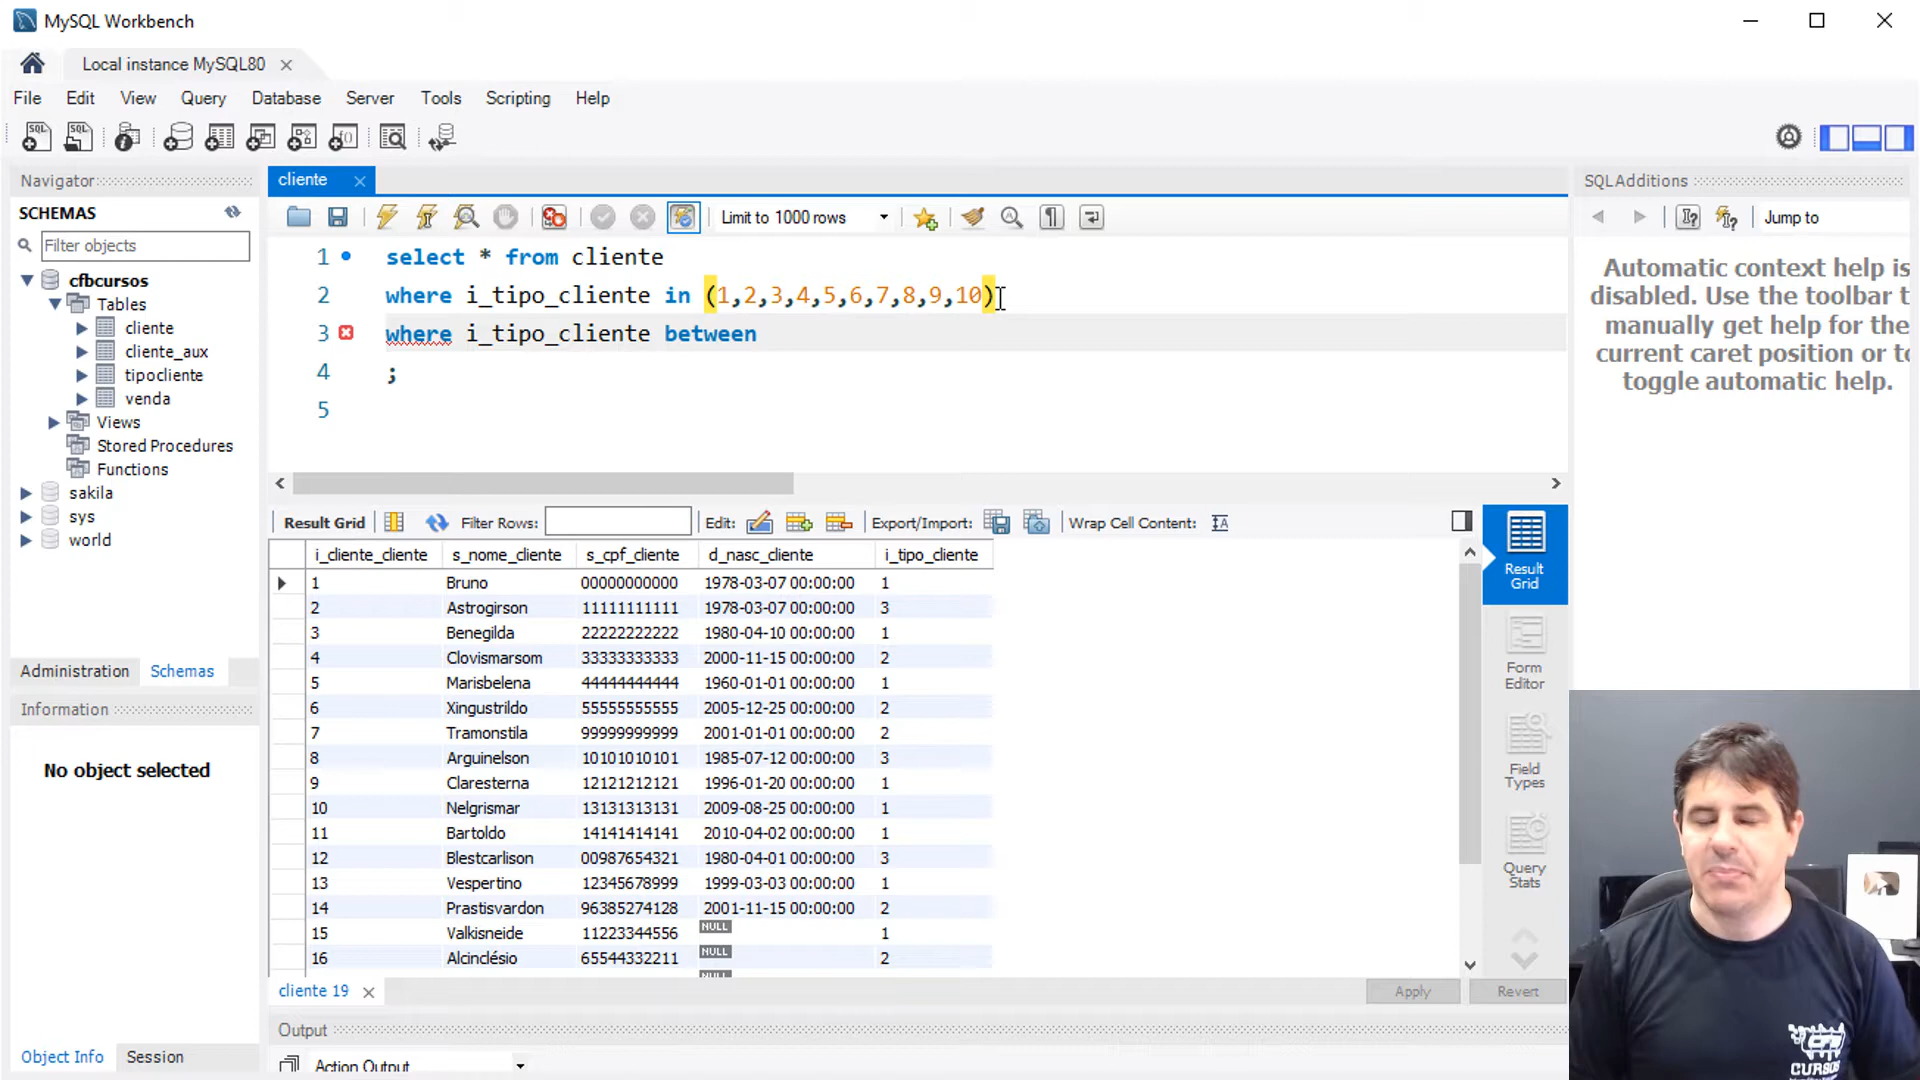 MySQL Workbench
Local instance MySQL80
File Edit View Query Database Server Tools Scripting Help
Navigator
SCHEMAS
Filter objects
cfbcursos
Tables
cliente
cliente_aux
tipocliente
venda
Views
Stored Procedures
Functions
sakila
sys
world
Administration Schemas
Information
No object selected
Object Info Session
cliente
Limit to 1000 rows
1 select * from cliente
2 where i_tipo_cliente in (1,2,3,4,5,6,7,8,9,10)
3 where i_tipo_cliente between
4 ;
5
Result Grid Filter Rows: Edit: Export/Import: Wrap Cell Content:
i_cliente_cliente s_nome_cliente s_cpf_cliente d_nasc_cliente i_tipo_cliente
1 Bruno 00000000000 1978-03-07 00:00:00 1
2 Astrogirson 11111111111 1978-03-07 00:00:00 3
3 Benegilda 22222222222 1980-04-10 00:00:00 1
4 Clovismarsom 33333333333 2000-11-15 00:00:00 2
5 Marisbelena 44444444444 1960-01-01 00:00:00 1
6 Xingustrildo 55555555555 2005-12-25 00:00:00 2
7 Tramonstila 99999999999 2001-01-01 00:00:00 2
8 Arguinelson 10101010101 1985-07-12 00:00:00 3
9 Claresterna 12121212121 1996-01-20 00:00:00 1
10 Nelgrismar 13131313131 2009-08-25 00:00:00 1
11 Bartoldo 14141414141 2010-04-02 00:00:00 1
12 Blestcarlison 00987654321 1980-04-01 00:00:00 3
13 Vespertino 12345678999 1999-03-03 00:00:00 1
14 Prastisvardon 96385274128 2001-11-15 00:00:00 2
15 Valkisneide 11223344556 NULL 1
16 Alcinclésio 65544332211 NULL 2
NULL
cliente 19
Apply Revert
Output
Action Output
Result
Grid
Form
Editor
Field
Types
Query
Stats
SQLAdditions
Jump to
Automatic context help is
disabled. Use the toolbar t
manually get help for the
current caret position or to
toggle automatic help.
CURSOS